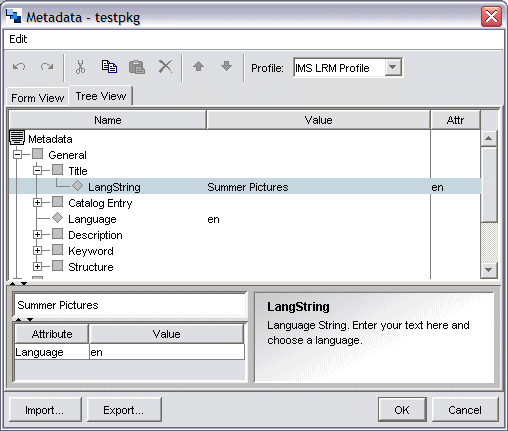 Metadata - testpkg
Edit
Profile: IMS LRM Profile
Form View Tree View
Name Value Attr
Metadata
General
Title
LangString Summer Pictures en
Catalog Entry
Language en
Description
Keyword
Structure
Summer Pictures
Attribute Value
Language en
LangString
Language String. Enter your text here and
choose a language.
Import... Export... OK Cancel